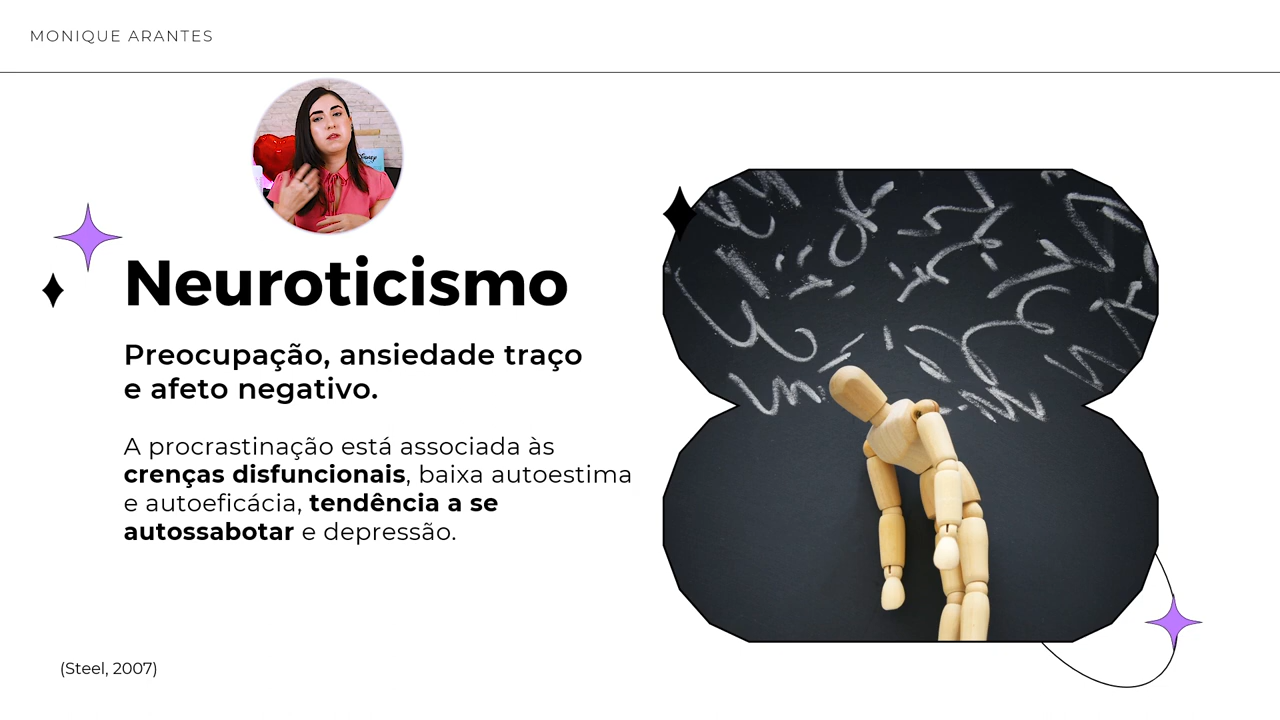 MONIQUE ARANTES
Neuroticismo
Preocupação, ansiedade traço
e afeto negativo.
A procrastinação está associada às
crenças disfuncionais, baixa autoestima
e autoeficácia, tendência a se
autossabotar e depressão.
(Steel, 2007)